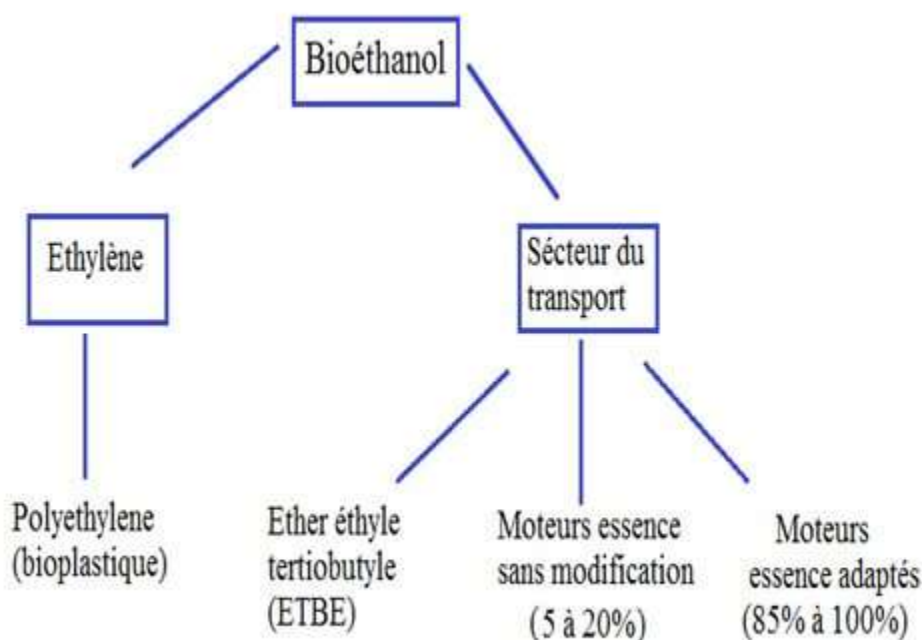 Bioéthanol
Ethylène
Sécteur du
transport
Polyethylene
(bioplastique)
Ether éthyle
tertiobutyle
(ETBE)
Moteurs essence
sans modification
(5 à 20%)
Moteurs
essence adaptés
(85% à 100%)